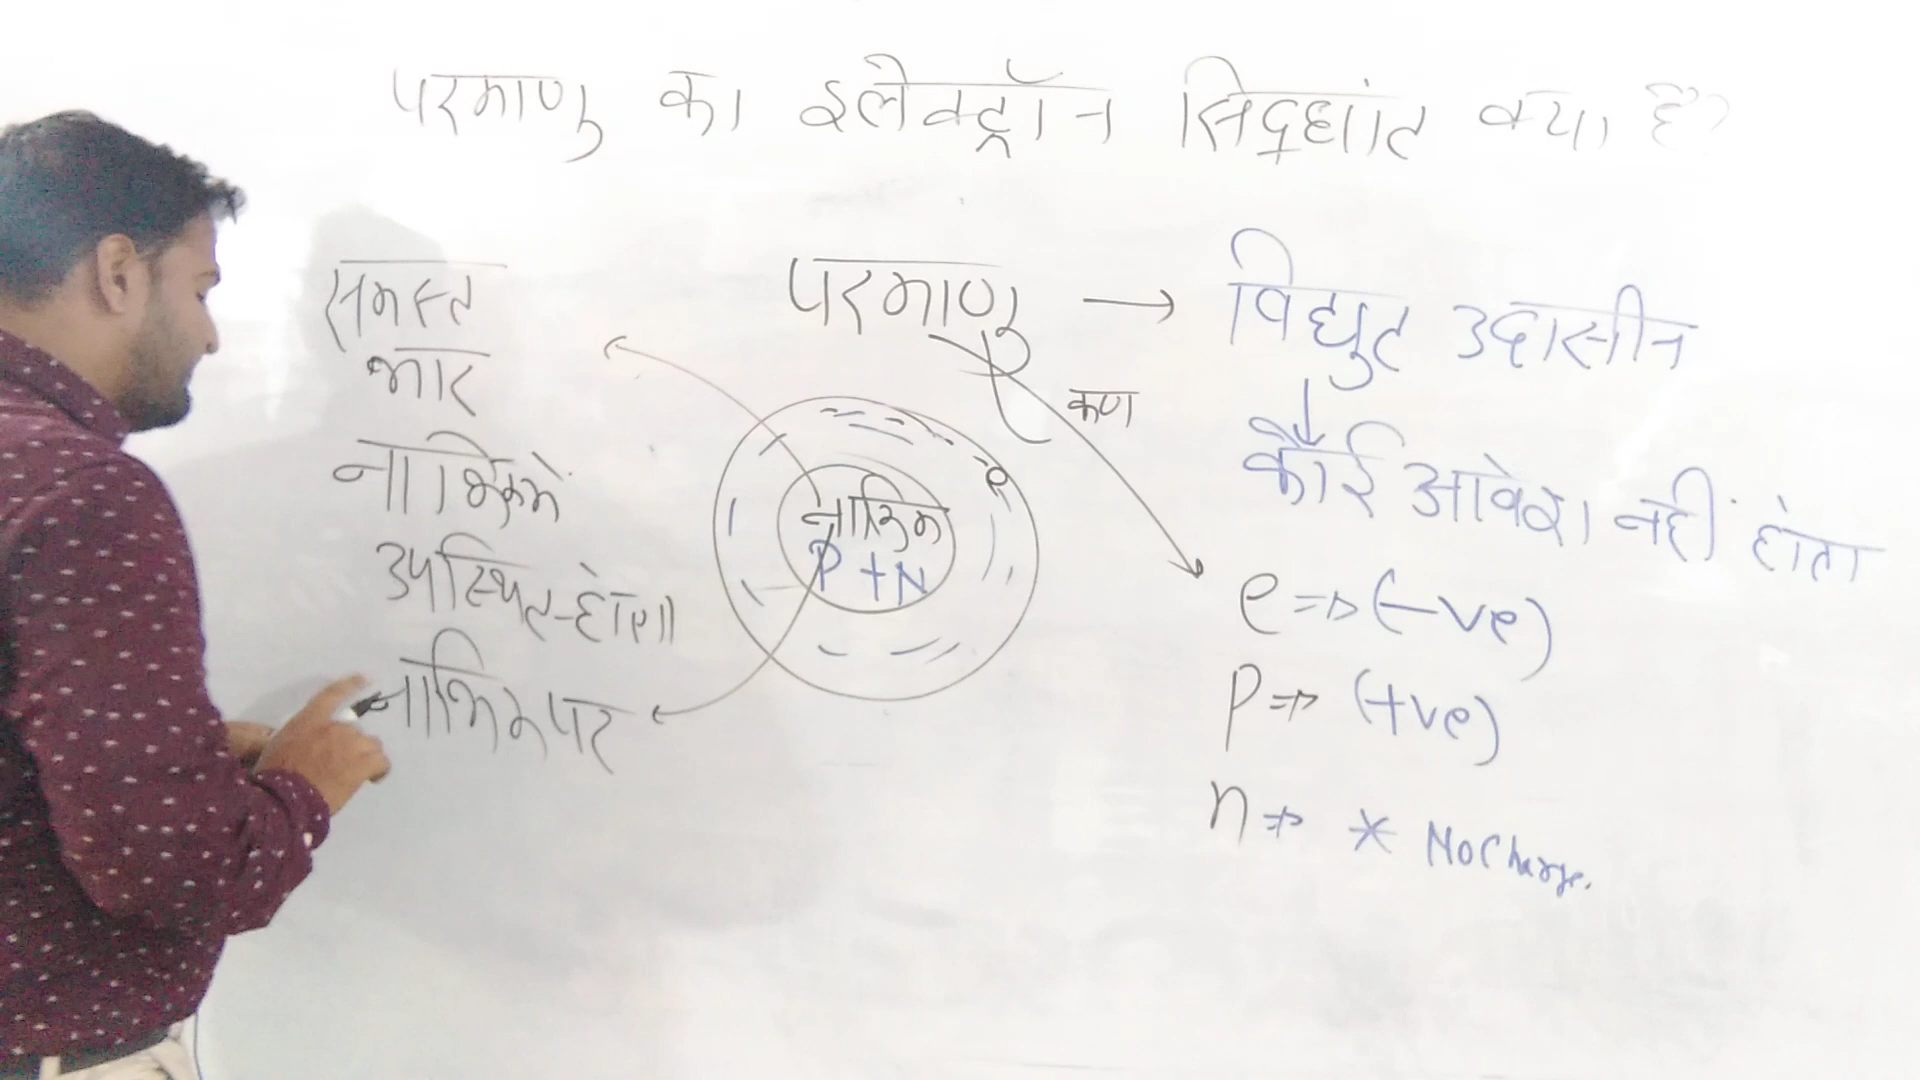 परमाणु का इलेक्ट्रॉन सिद्धांत क्या है?
परमाणु → विद्युत उदासीन
कोई आवेश नहीं होता
कण
समस्त
भार
नाभिक में
उपस्थित होता
नाभिक पर
e
नाभिक
P + N
e ⇒ (-ve)
p ⇒ (+ve)
n ⇒ * No Charge.